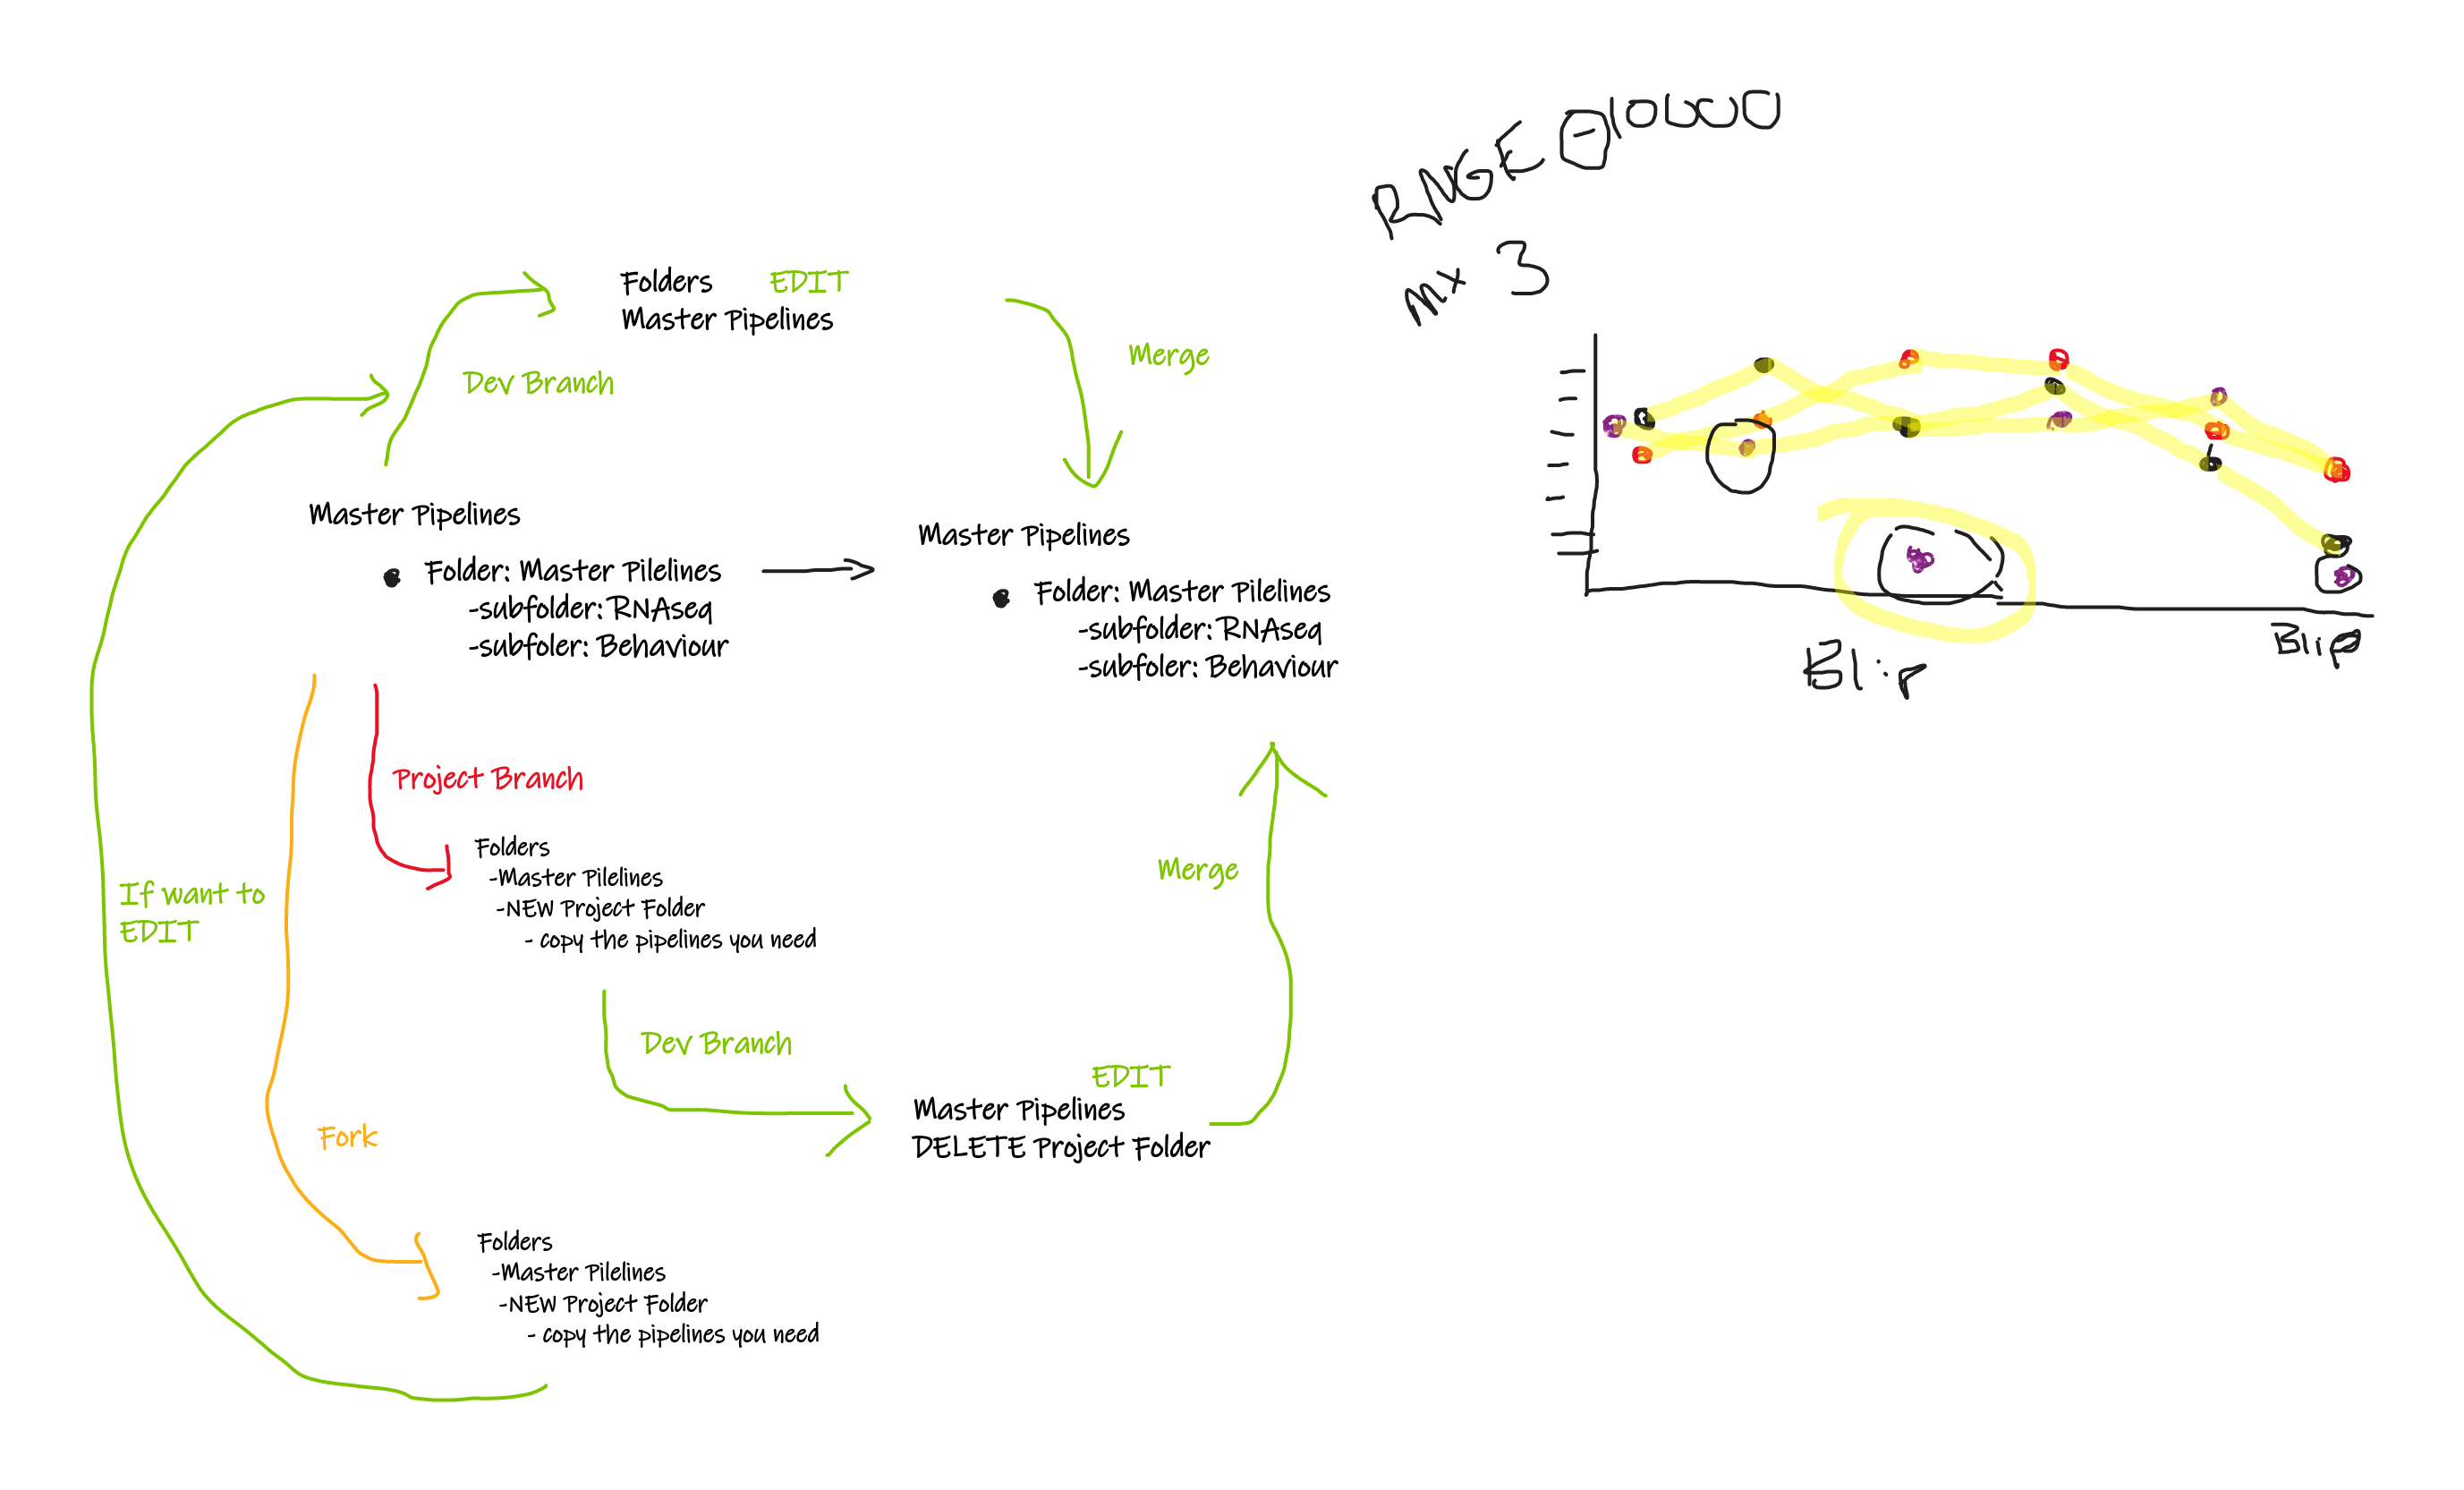 RNGE 0-10000
mx 3
Folders EDIT
Master Pipelines
Merge
Dev Branch
Master Pipelines
Folder: Master Pilelines
-subfolder: RNAseq
-subfoler: Behaviour
Master Pipelines
Folder: Master Pilelines
-subfolder: RNAseq
-subfoler: Behaviour
Blip
Blip
Project Branch
Folders
-Master Pilelines
-NEW Project Folder
- copy the pipelines you need
Merge
If want to
EDIT
Dev Branch
EDIT
Master Pipelines
DELETE Project Folder
Fork
Folders
-Master Pilelines
-NEW Project Folder
- copy the pipelines you need